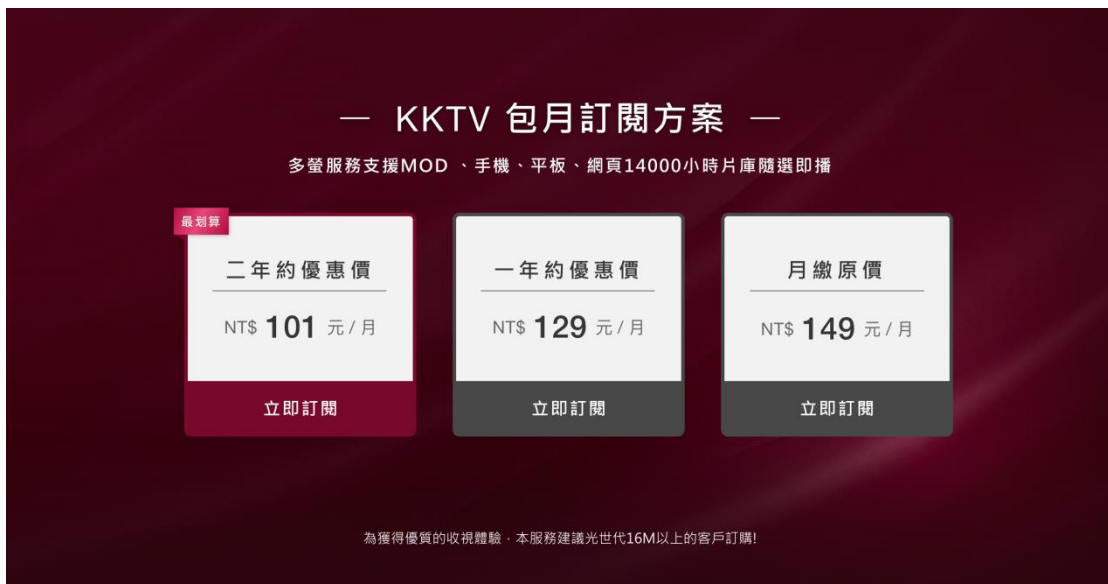 — KKTV 包月訂閱方案 —
多螢服務支援MOD 、手機、平板、網頁14000小時片庫隨選即播
最划算
二年約優惠價
NT$ 101 元/月
立即訂閱
一年約優惠價
NT$ 129 元/月
立即訂閱
月繳原價
NT$ 149 元/月
立即訂閱
為獲得優質的收視體驗，本服務建議光世代16M以上的客戶訂購!